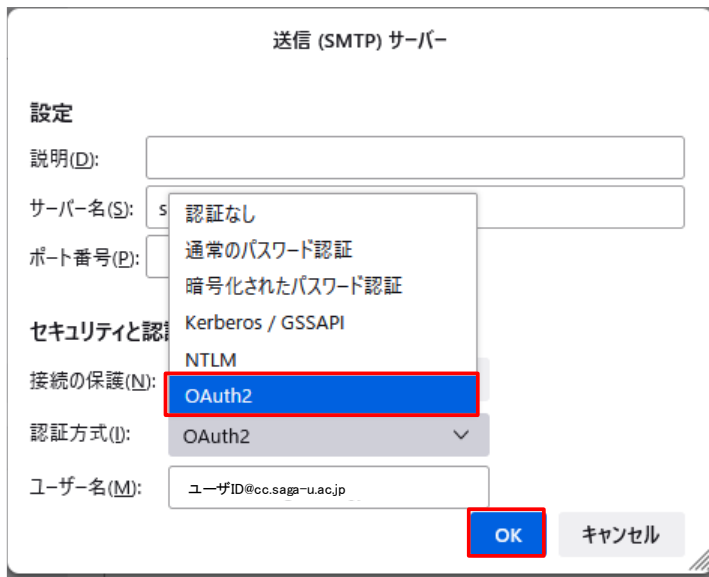 送信 (SMTP) サーバー
設定
説明(D):
サーバー名(S): s
認証なし
通常のパスワード認証
ポート番号(P):
暗号化されたパスワード認証
Kerberos / GSSAPI
セキュリティと認
NTLM
接続の保護(N):
OAuth2
認証方式(I): OAuth2
ユーザー名(M): ユーザID@cc.saga-u.ac.jp
OK キャンセル